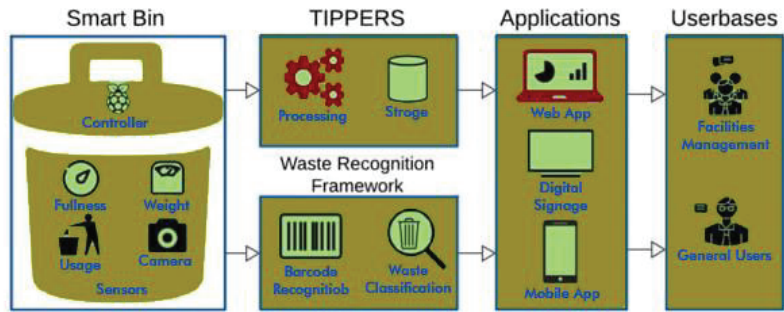 Smart Bin
TIPPERS
Applications
Userbases
Controller
Fullness
Weight
Usage
Camera
Sensors
Processing
Stroge
Waste Recognition
Framework
Barcode
Recognitiob
Waste
Classification
Web App
Digital
Signage
Mobile App
Facilities
Management
General Users